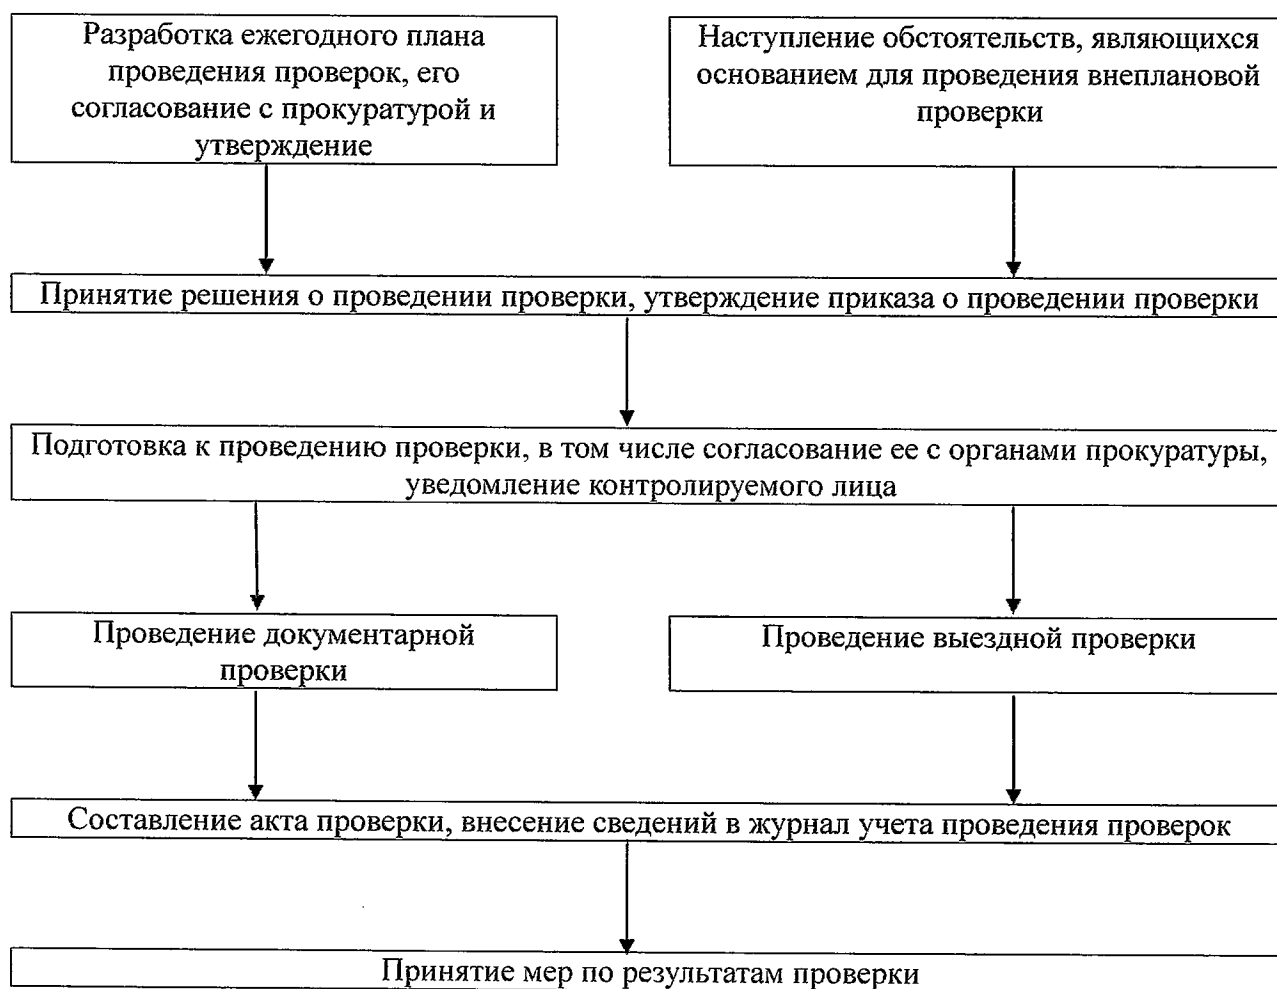 Разработка ежегодного плана
проведения проверок, его
согласование с прокуратурой и
утверждение
Наступление обстоятельств, являющихся
основанием для проведения внеплановой
проверки
Принятие решения о проведении проверки, утверждение приказа о проведении проверки
Подготовка к проведению проверки, в том числе согласование ее с органами прокуратуры,
уведомление контролируемого лица
Проведение документарной
проверки
Проведение выездной проверки
Составление акта проверки, внесение сведений в журнал учета проведения проверок
Принятие мер по результатам проверки